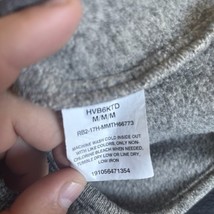 HVB6KTD
M/M/M
RB2-17H-MMTH66773
MACHINE WASH COLD INSIDE OUT
WITH LIKE COLORS. ONLY NON-
CHLORINE BLEACH WHEN NEEDED.
TUMBLE DRY LOW OR LINE DRY.
LOW IRON
191056471354